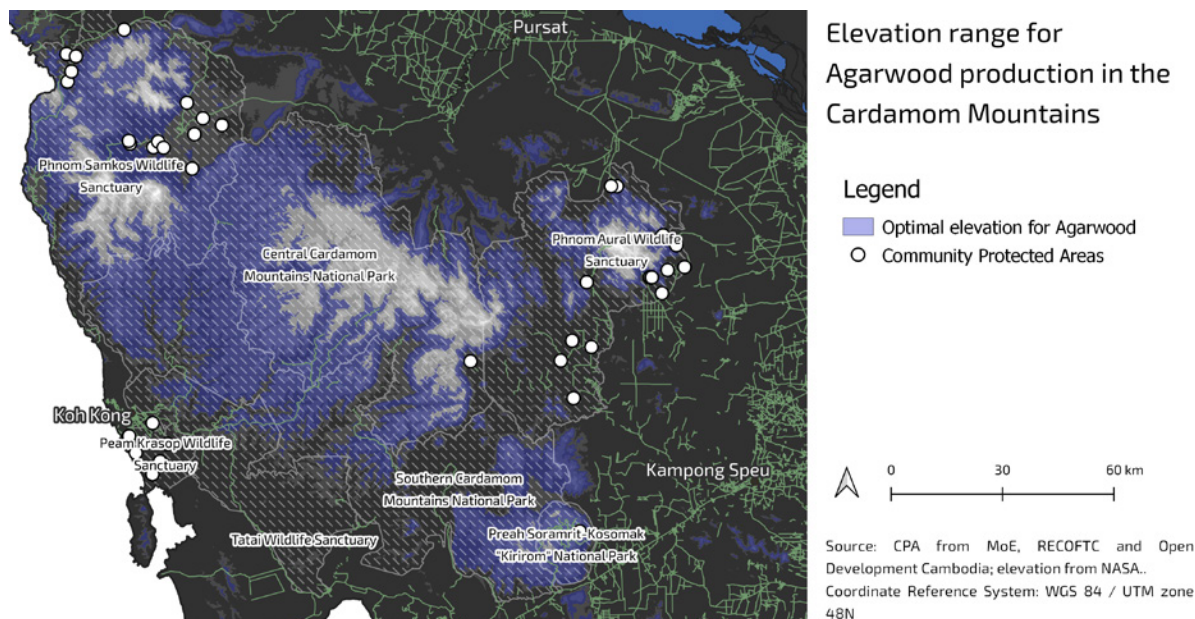 Pursat
Phnom Samkos Wildlife
Sanctuary
Central Cardamom
Mountains National Park
Phnom Aural Wildlife
Sanctuary
Koh Kong
Peam Krasop Wildlife
Sanctuary
Southern Cardamom
Mountains National Park
Kampong Speu
Tatai Wildlife Sanctuary
Preah Soramrit-Kosomak
"Kirirom" National Park
Elevation range for
Agarwood production in the
Cardamom Mountains
Legend
Optimal elevation for Agarwood
Community Protected Areas
0 30 60 km
Source: CPA from MoE, RECOFTC and Open
Development Cambodia; elevation from NASA..
Coordinate Reference System: WGS 84 / UTM zone
48N